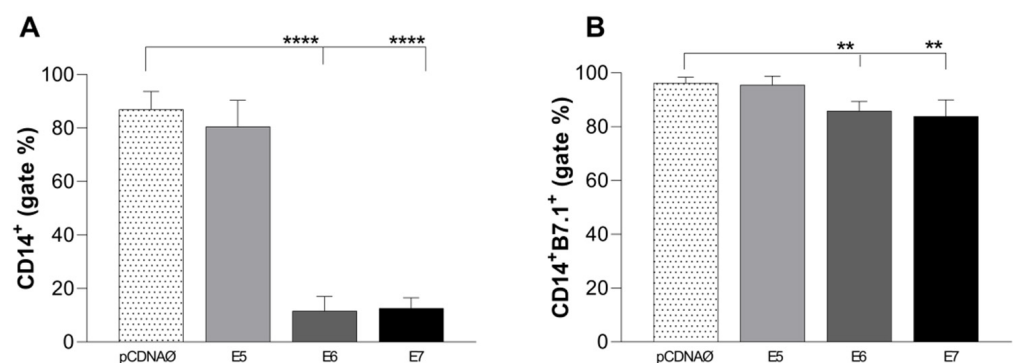 A
**** ****
CD14+ (gate %)
100
80
60
40
20
0
pCDNAØ E5 E6 E7
B
** **
CD14+B7.1+ (gate %)
100
80
60
40
20
0
pCDNAØ E5 E6 E7